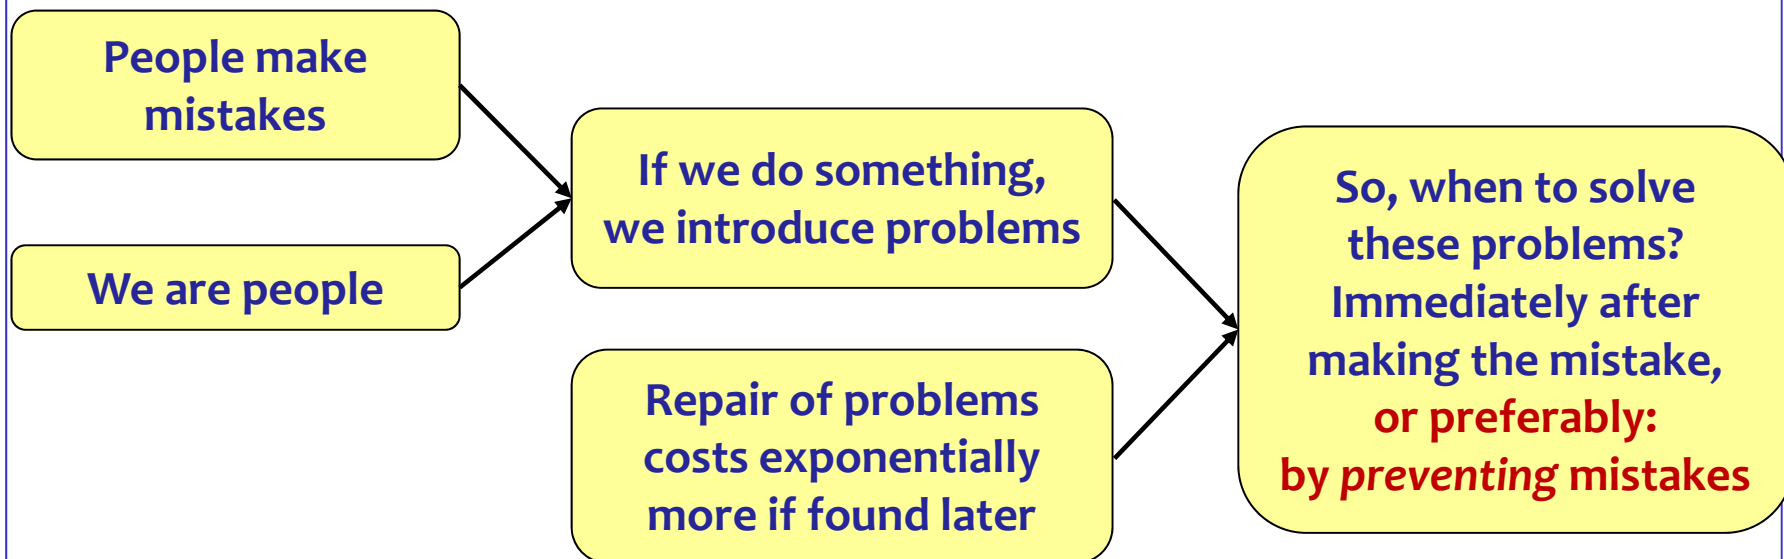 People make
mistakes
We are people
If we do something,
we introduce problems
Repair of problems
costs exponentially
more if found later
So, when to solve
these problems?
Immediately after
making the mistake,
or preferably:
by preventing mistakes